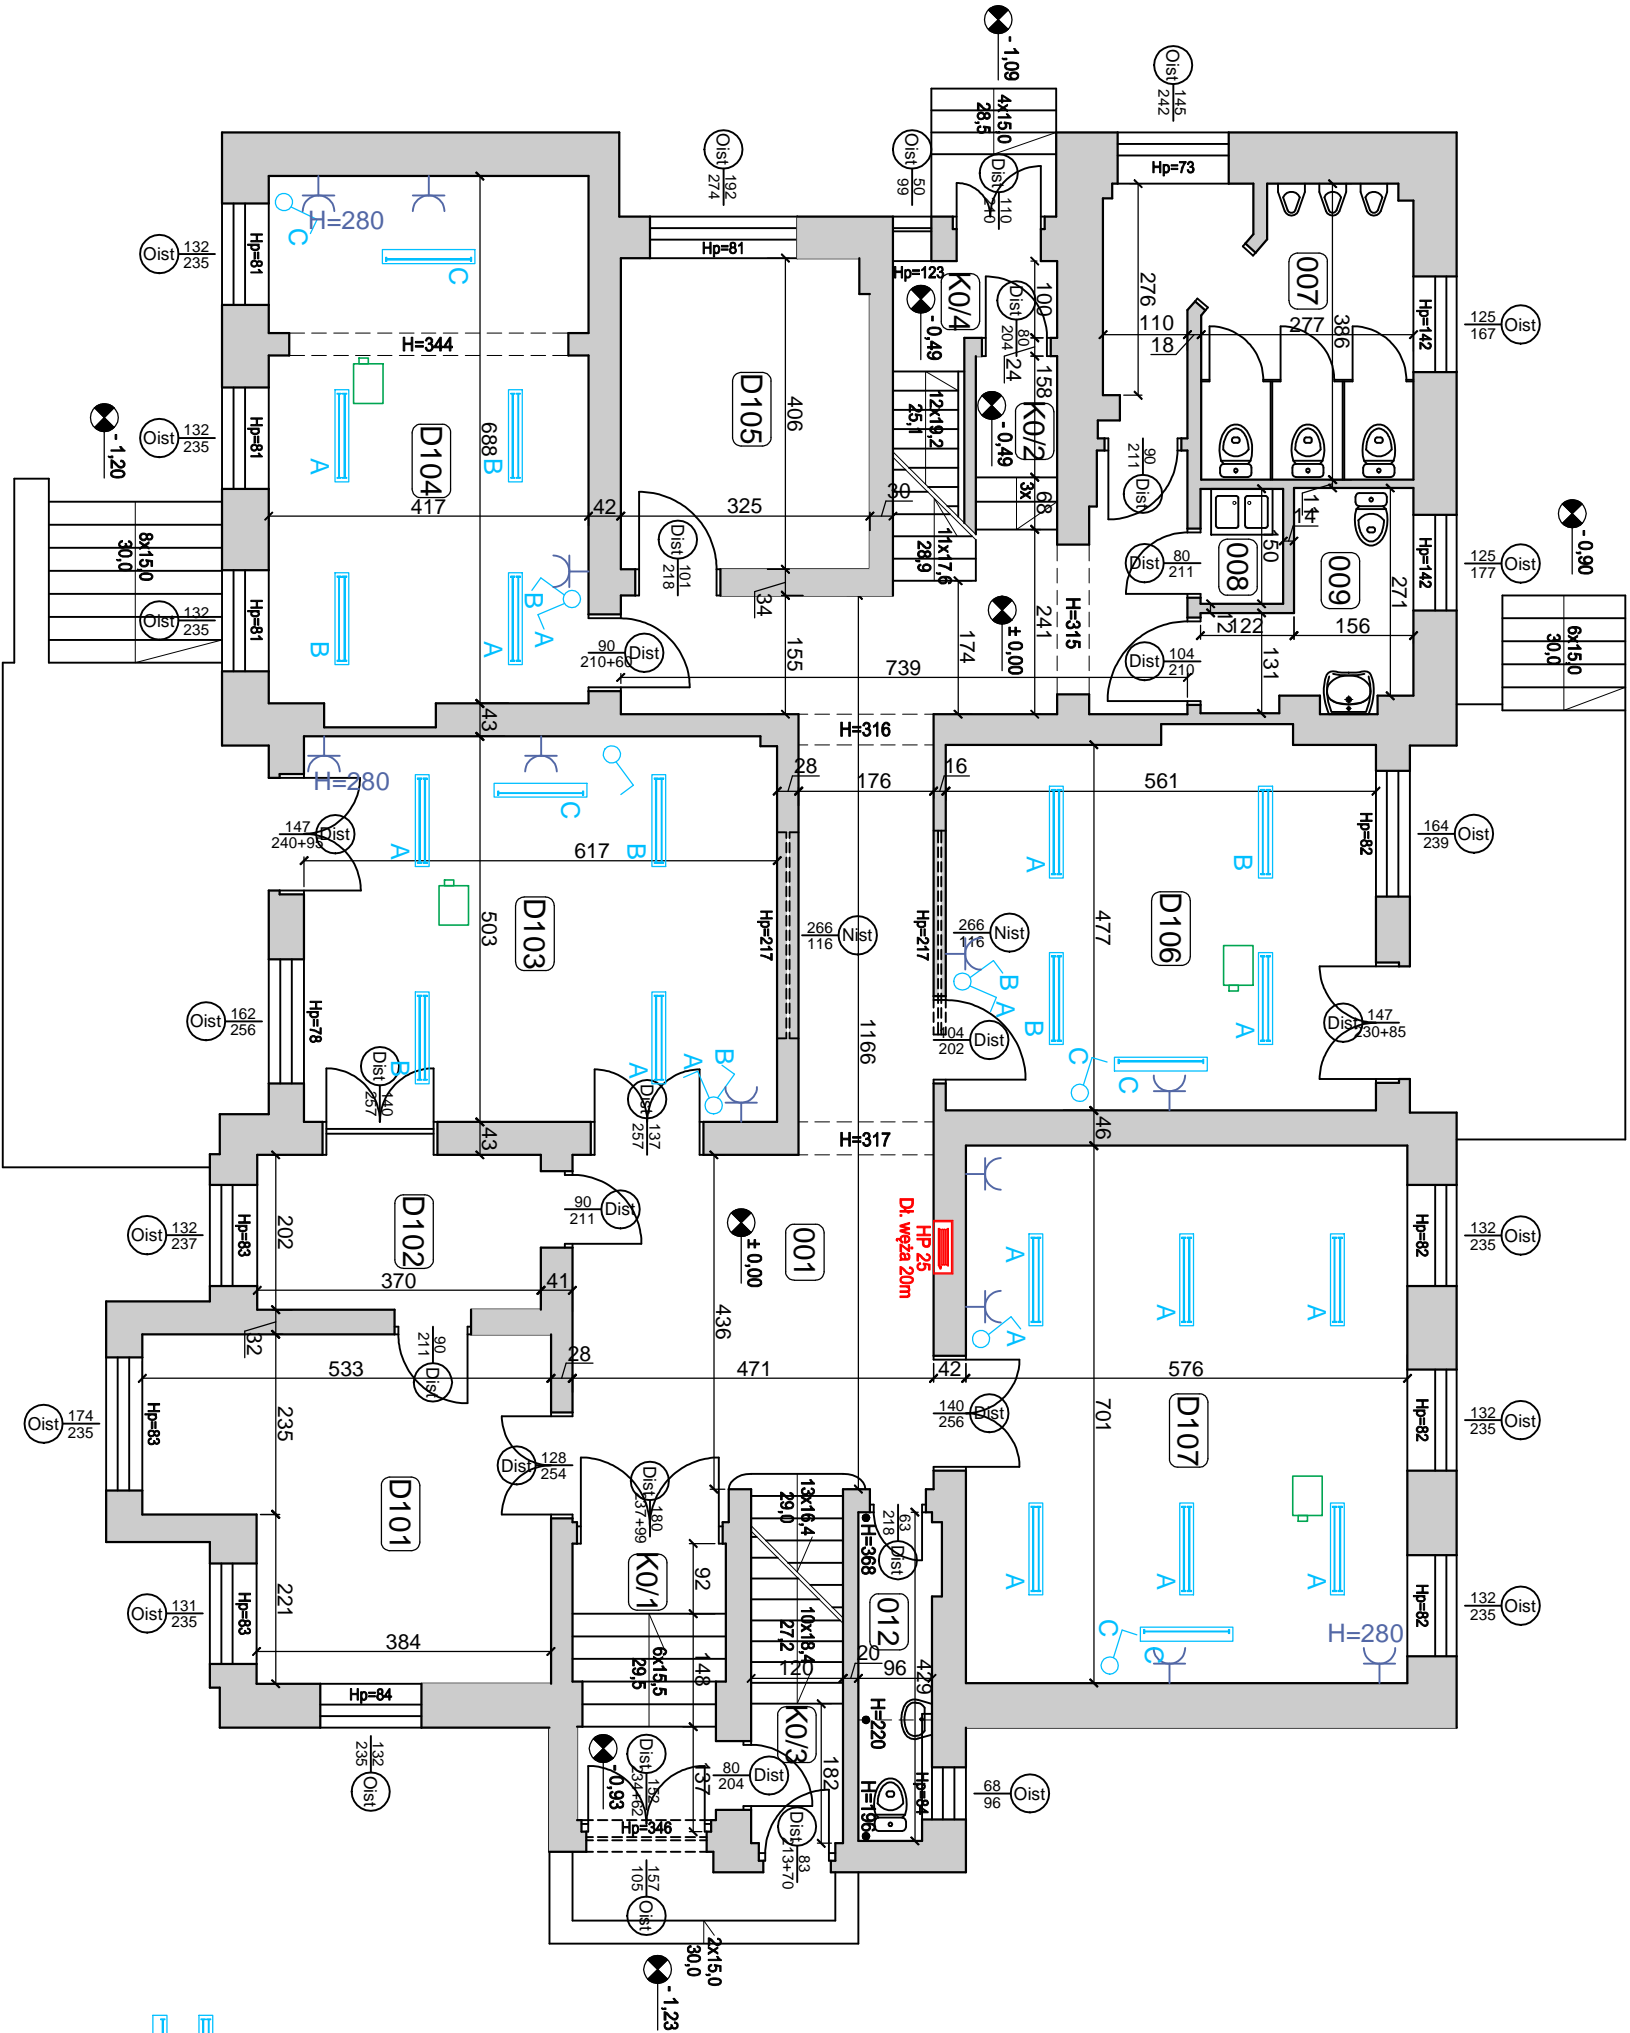 - 1,09
4x15,0
28,5
Oist 145
242
Hp=73
Oist 192
274
Oist 50
99
Dist 110
210
Hp=81
Hp=123
K0/4
- 0,49
Dist 80
204
100
24
158
K0/2
- 0,49
3x
68
276
110
18
007
277
386
Hp=142
125
167 Oist
H=280
C
C
Oist 132
235
Hp=81
H=344
D105
406
12x19,2
25,1
11x17,6
28,9
30
325
42
417
688
D104
A
B
Oist 132
235
Hp=81
- 1,20
8x15,0
30,0
Oist 132
235
Hp=81
B
A
B
A
90
210+60 Dist
Dist 101
218
34
155
739
174
± 0,00
241
H=315
90
211
Dist
Dist 80
211
008
150
14
11
009
271
12
122
156
131
Dist 104
210
Hp=142
125
177 Oist
- 0,90
6x15,0
30,0
43
H=316
28
176
16
561
H=280
C
147
240+95 Dist
A
B
617
503
D103
Hp=217
266
116 Nist
Hp=217
266
116 Nist
B
A
477
D106
A
B
B
A
Hp=82
164
239 Oist
Dist 147
230+85
Oist 162
256
Hp=78
Dist 140
257
B
A
A
B
Dist 137
257
43
1166
104
202 Dist
C
C
46
H=317
D102
202
370
41
90
211 Dist
Oist 132
237
Hp=83
± 0,00
001
HP 25
Dł. węża 20m
436
A
A
A
A
Hp=82
132
235 Oist
32
90
211
Dist
533
28
471
42
576
701
D107
140
256 Dist
Oist 174
235
Hp=83
235
D101
Dist 128
254
Dist 180
237+99
13x16,4
29,0
63
218
Dist
H=368
Hp=82
132
235 Oist
221
384
Oist 131
235
Hp=83
K0/1
92
6x15,5
29,5
148
10x18,4
27,2
120
20
96
012
429
A
A
A
C
C
H=280
Hp=82
132
235 Oist
Hp=84
132
235
Oist
- 0,93
Dist 152
234+62
137
80
204 Dist
K0/3
182
H=220
H=196
Hp=84
68
96 Oist
Hp=346
Dist 83
213+70
157
105
Oist
2x15,0
30,0
- 1,23